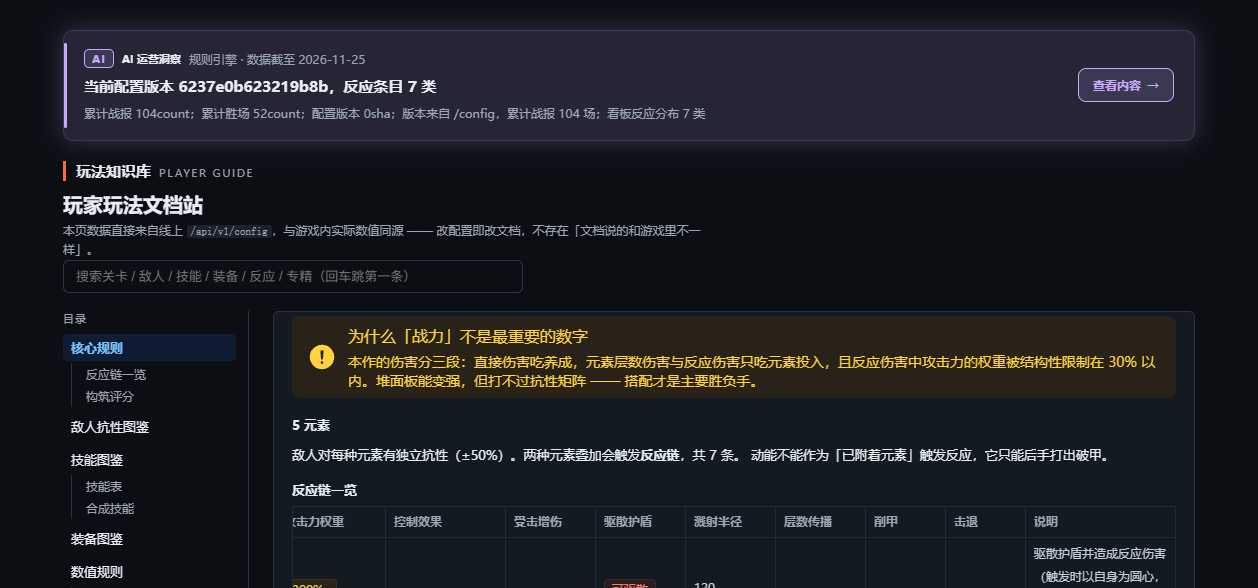 AI AI 运营洞察 规则引擎 · 数据截至 2026-11-25
当前配置版本 6237e0b623219b8b，反应条目 7 类
累计战报 104count；累计胜场 52count；配置版本 0sha；版本来自 /config，累计战报 104 场；看板反应分布 7 类
查看内容 →
玩法知识库 PLAYER GUIDE
玩家玩法文档站
本页数据直接来自线上 /api/v1/config，与游戏内实际数值同源 —— 改配置即改文档，不存在「文档说的和游戏里不一
样」。
搜索关卡 / 敌人 / 技能 / 装备 / 反应 / 专精（回车跳第一条）
目录
核心规则
反应链一览
构筑评分
敌人抗性图鉴
技能图鉴
技能表
合成技能
装备图鉴
数值规则
为什么「战力」不是最重要的数字
本作的伤害分三段：直接伤害吃养成，元素层数伤害与反应伤害只吃元素投入，且反应伤害中攻击力的权重被结构性限制在 30% 以
内。堆面板能变强，但打不过抗性矩阵 —— 搭配才是主要胜负手。
5 元素
敌人对每种元素有独立抗性（±50%）。两种元素叠加会触发反应链，共 7 条。 动能不能作为「已附着元素」触发反应，它只能后手打出破甲。
反应链一览
攻击力权重 控制效果 受击增伤 驱散护盾 溅射半径 层数传播 削甲 击退 说明
驱散护盾并造成反应伤害
（触发时以自身为圆心，
可驱散 120